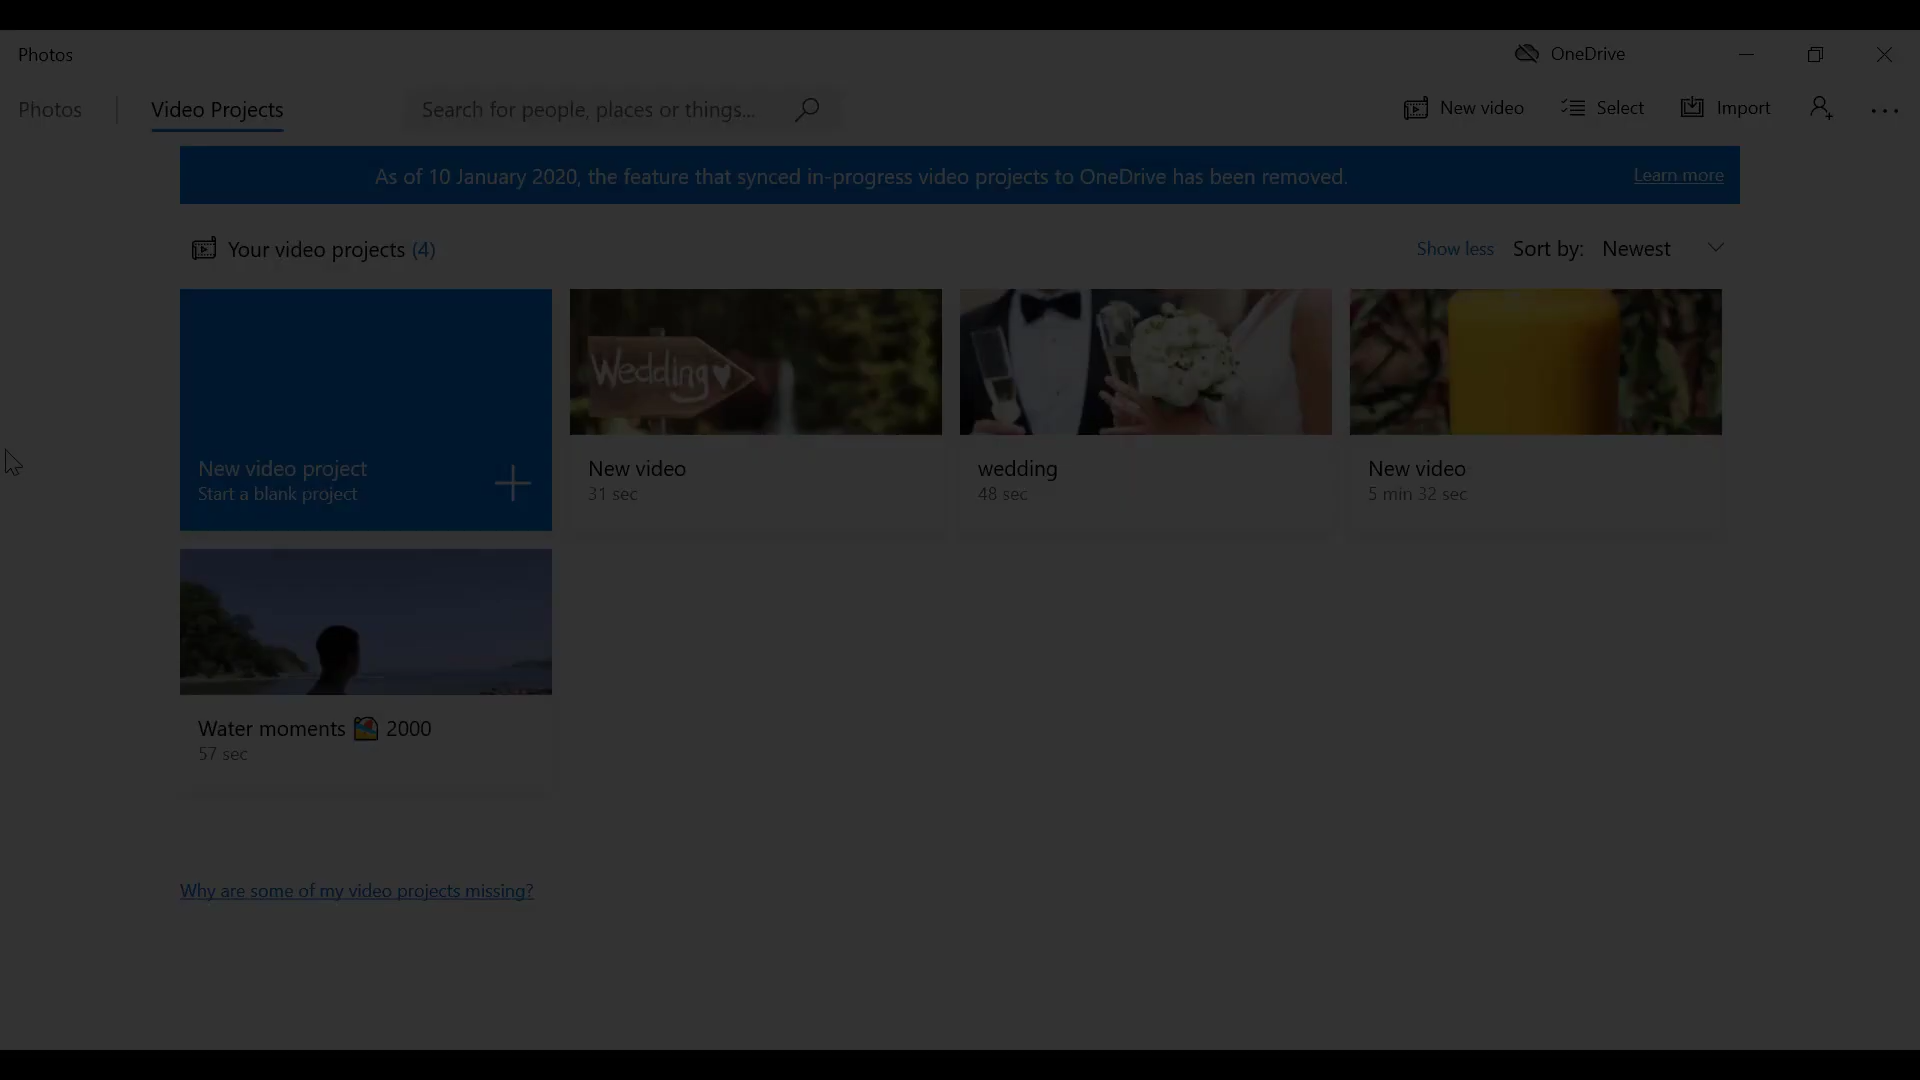 Photos
OneDrive
Photos
Video Projects
Search for people, places or things...
New video
Select
Import
As of 10 January 2020, the feature that synced in-progress video projects to OneDrive has been removed.
Learn more
Your video projects (4)
Show less
Sort by: Newest
New video project
Start a blank project
Wedding
New video
31 sec
wedding
48 sec
New video
5 min 32 sec
Water moments 🏖 2000
57 sec
Why are some of my video projects missing?